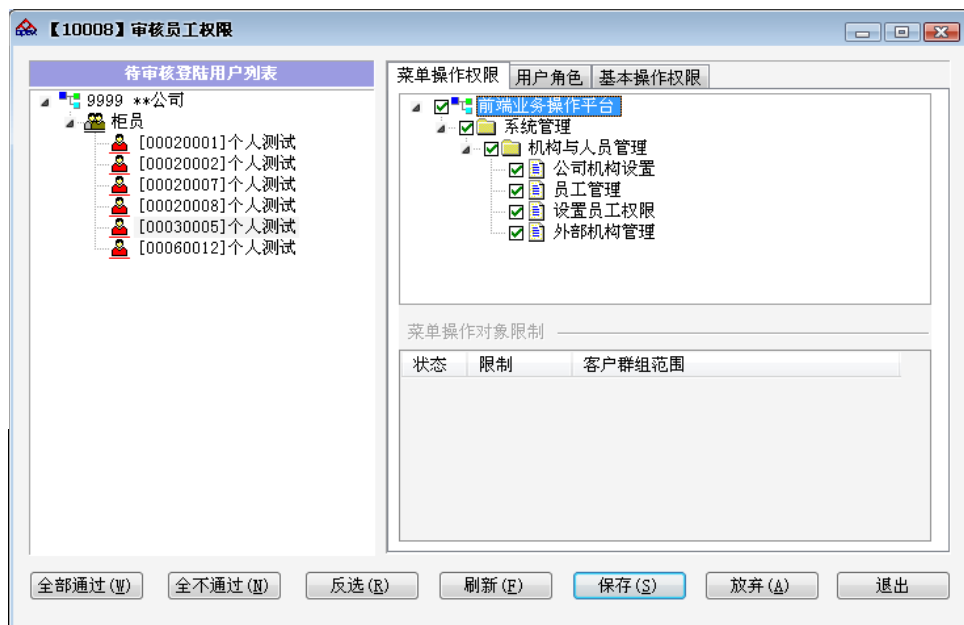 【10008】审核员工权限
待审核登陆用户列表
9999 **公司
柜员
[00020001]个人测试
[00020002]个人测试
[00020007]个人测试
[00020008]个人测试
[00030005]个人测试
[00060012]个人测试
菜单操作权限 用户角色 基本操作权限
前端业务操作平台
系统管理
机构与人员管理
公司机构设置
员工管理
设置员工权限
外部机构管理
菜单操作对象限制
状态 限制 客户群组范围
全部通过(W) 全不通过(N) 反选(R) 刷新(F) 保存(S) 放弃(A) 退出